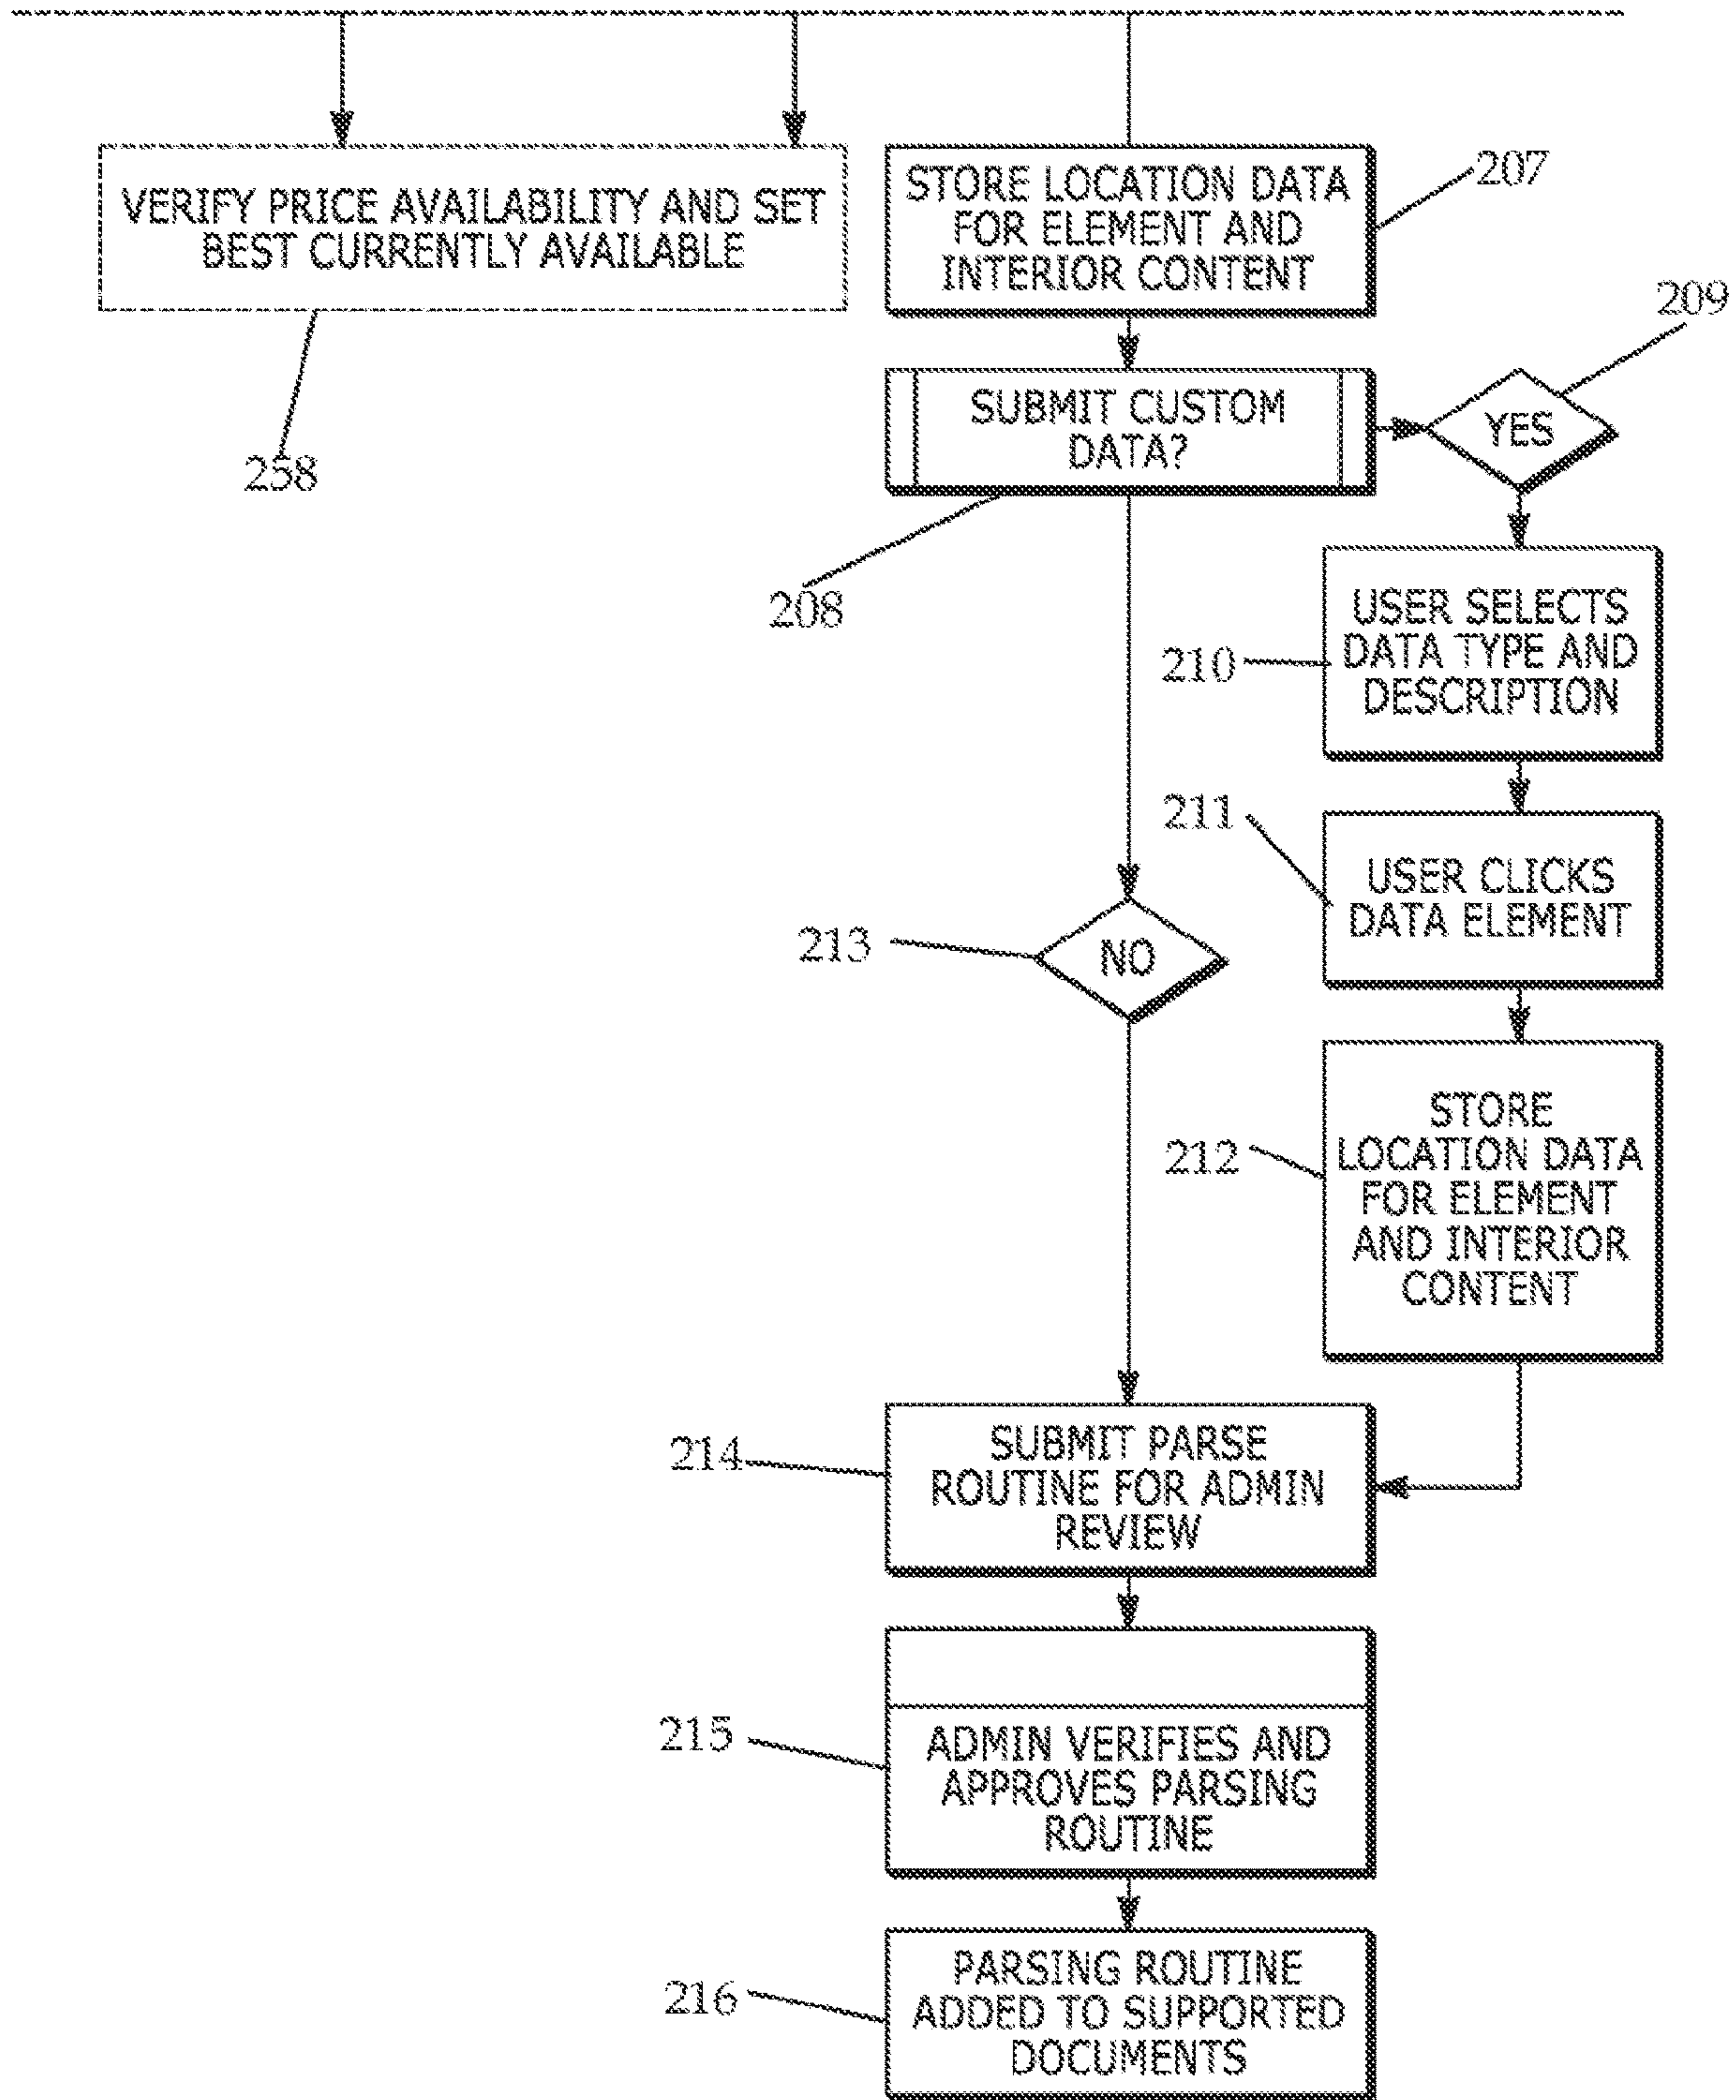 VERIFY PRICE AVAILABILITY AND SET
BEST CURRENTLY AVAILABLE
258
STORE LOCATION DATA
FOR ELEMENT AND
INTERIOR CONTENT
207
209
SUBMIT CUSTOM
DATA?
YES
208
USER SELECTS
DATA TYPE AND
DESCRIPTION
210
211
USER CLICKS
DATA ELEMENT
213
NO
STORE
LOCATION DATA
FOR ELEMENT
AND INTERIOR
CONTENT
212
214
SUBMIT PARSE
ROUTINE FOR ADMIN
REVIEW
215
ADMIN VERIFIES AND
APPROVES PARSING
ROUTINE
216
PARSING ROUTINE
ADDED TO SUPPORTED
DOCUMENTS